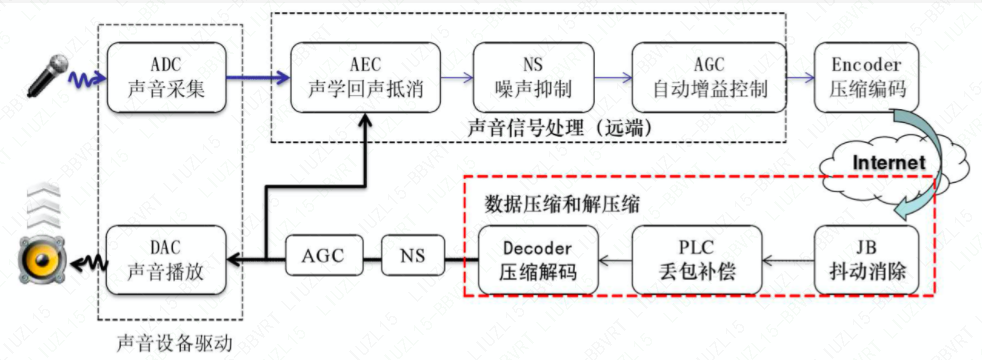 ADC
声音采集
AEC
声学回声抵消
NS
噪声抑制
AGC
自动增益控制
Encoder
压缩编码
声音信号处理（远端）
Internet
数据压缩和解压缩
DAC
声音播放
AGC
NS
Decoder
压缩解码
PLC
丢包补偿
JB
抖动消除
声音设备驱动